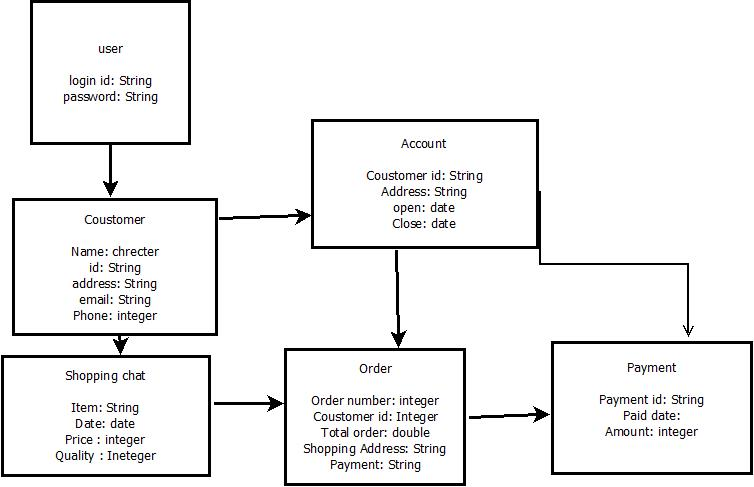 user
login id: String
password: String
Account
Coustomer id: String
Address: String
open: date
Close: date
Coustomer
Name: chrecter
id: String
address: String
email: String
Phone: integer
Shopping chat
Item: String
Date: date
Price : integer
Quality : Ineteger
Order
Order number: integer
Coustomer id: Integer
Total order: double
Shopping Address: String
Payment: String
Payment
Payment id: String
Paid date:
Amount: integer